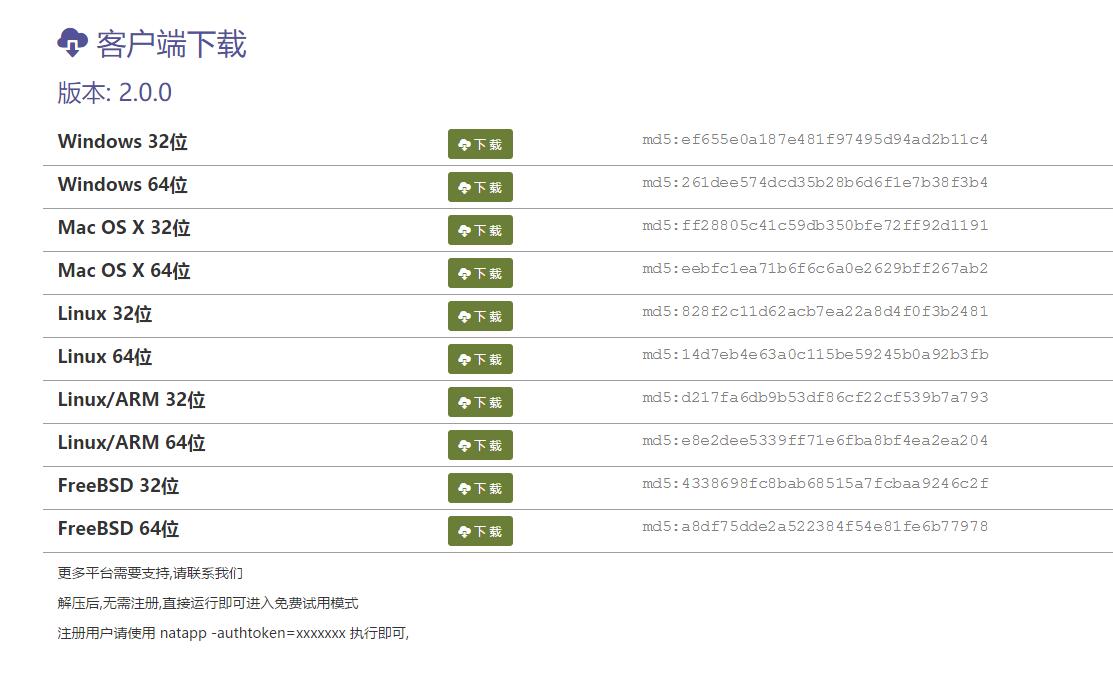 客户端下载
版本: 2.0.0
Windows 32位 下载 md5:ef655e0a187e481f97495d94ad2b11c4
Windows 64位 下载 md5:261dee574dcd35b28b6d6f1e7b38f3b4
Mac OS X 32位 下载 md5:ff28805c41c59db350bfe72ff92d1191
Mac OS X 64位 下载 md5:eebfc1ea71b6f6c6a0e2629bff267ab2
Linux 32位 下载 md5:828f2c11d62acb7ea22a8d4f0f3b2481
Linux 64位 下载 md5:14d7eb4e63a0c115be59245b0a92b3fb
Linux/ARM 32位 下载 md5:d217fa6db9b53df86cf22cf539b7a793
Linux/ARM 64位 下载 md5:e8e2dee5339ff71e6fba8bf4ea2ea204
FreeBSD 32位 下载 md5:4338698fc8bab68515a7fcbaa9246c2f
FreeBSD 64位 下载 md5:a8df75dde2a522384f54e81fe6b77978
更多平台需要支持,请联系我们
解压后,无需注册,直接运行即可进入免费试用模式
注册用户请使用 natapp -authtoken=xxxxxxx 执行即可,